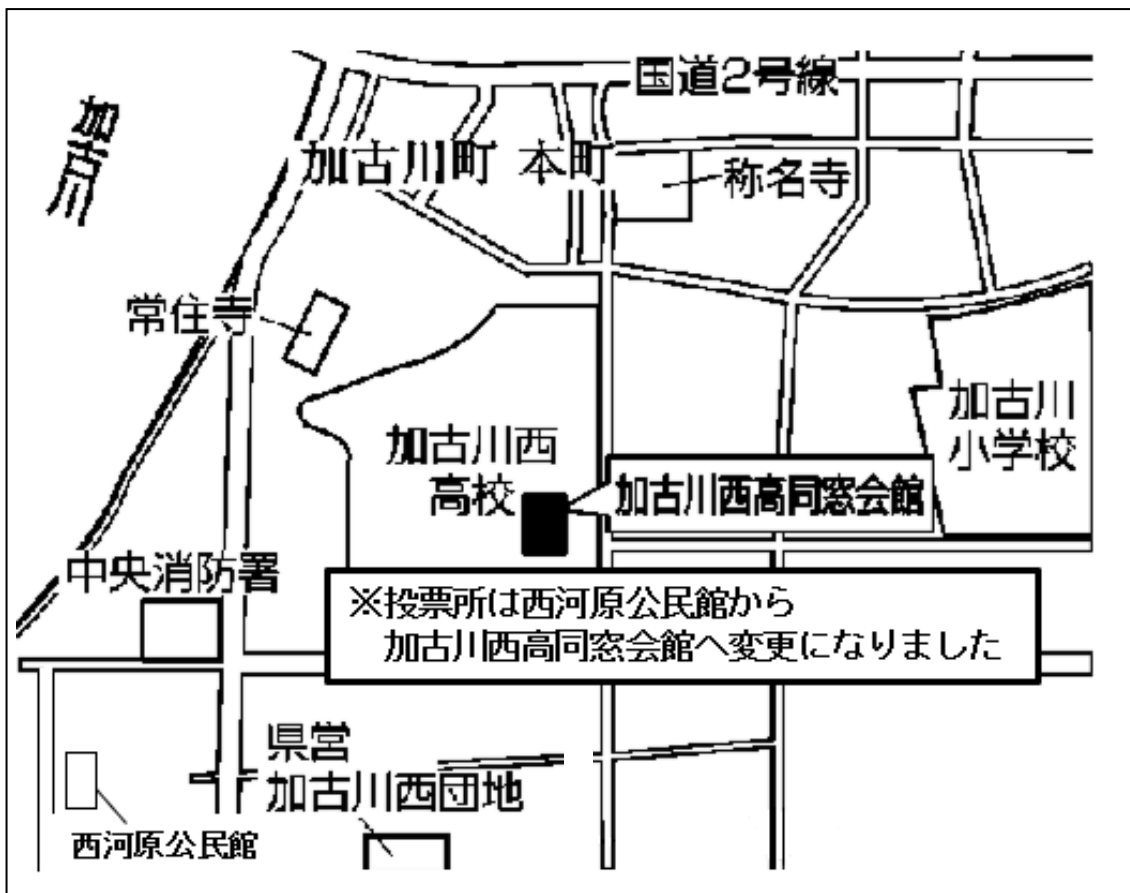 国道2号線
加古川
加古川町 本町
称名寺
常住寺
加古川
小学校
加古川西
高校
加古川西高同窓会館
中央消防署
※投票所は西河原公民館から
加古川西高同窓会館へ変更になりました
県営
加古川西団地
西河原公民館